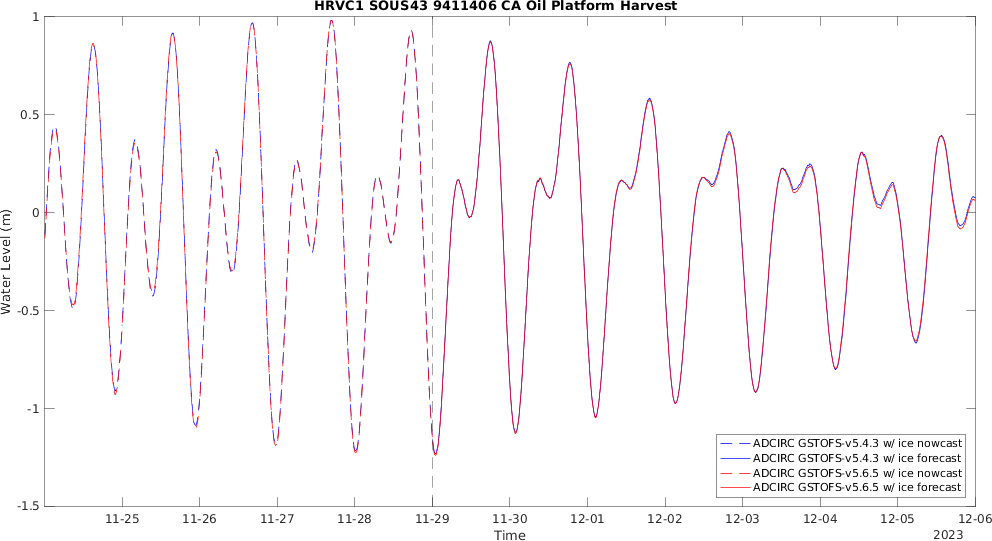 HRVC1 SOUS43 9411406 CA Oil Platform Harvest
Water Level (m)
1
0.5
0
-0.5
-1
-1.5
ADCIRC GSTOFS-v5.4.3 w/ ice nowcast
ADCIRC GSTOFS-v5.4.3 w/ ice forecast
ADCIRC GSTOFS-v5.6.5 w/ ice nowcast
ADCIRC GSTOFS-v5.6.5 w/ ice forecast
11-25 11-26 11-27 11-28 11-29 11-30 12-01 12-02 12-03 12-04 12-05 12-06
Time
2023